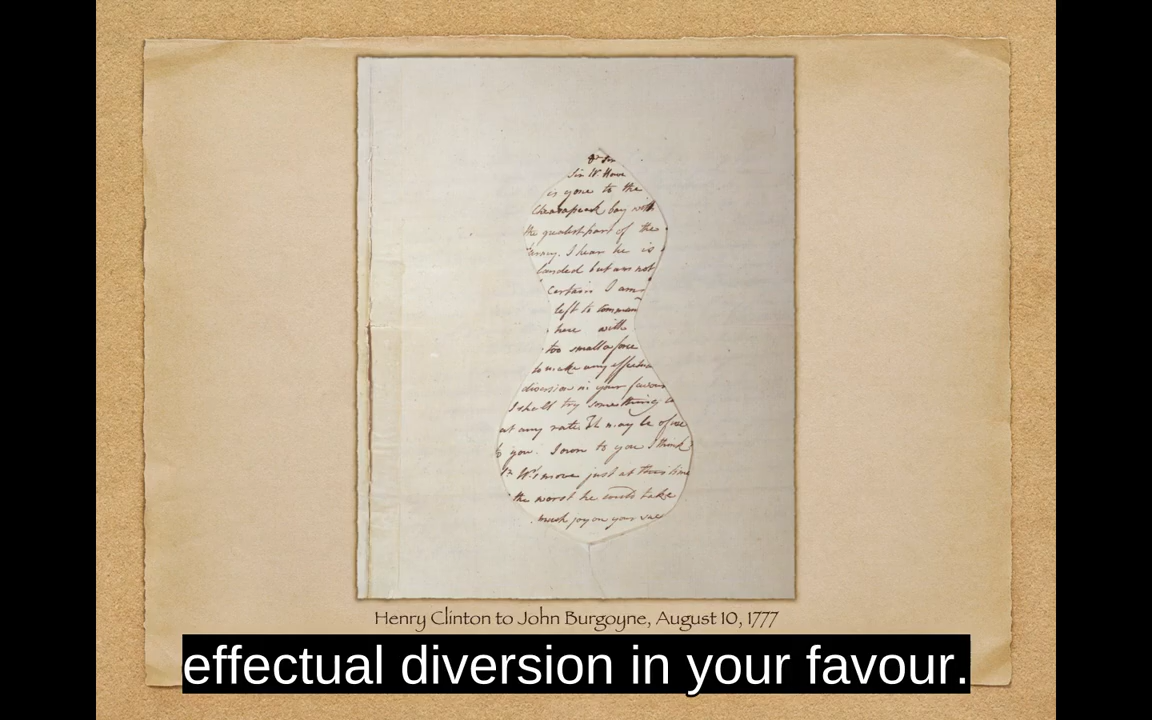 Sir W. Howe
is gone to the
Chesapeak bay with
the greatest part of the
army. I hear he is
landed but am not
certain I am
left to comman
here with
too small a force
to make any effectu
diversion in your favour
I shall try something
at any rate. It may be of use
to you. I own to you I think
Sr W's move just at this time
the worst he could take
much joy on your suc
Henry Clinton to John Burgoyne, August 10, 1777
effectual diversion in your favour.